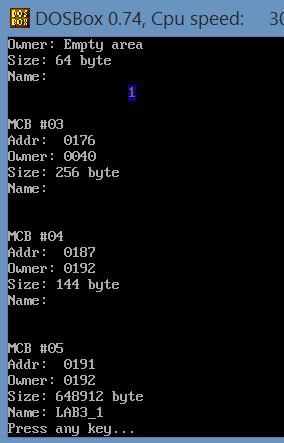 DOSBox 0.74, Cpu speed: 30
Owner: Empty area
Size: 64 byte
Name:
1
MCB #03
Addr: 0176
Owner: 0040
Size: 256 byte
Name:
MCB #04
Addr: 0187
Owner: 0192
Size: 144 byte
Name:
MCB #05
Addr: 0191
Owner: 0192
Size: 648912 byte
Name: LAB3_1
Press any key...